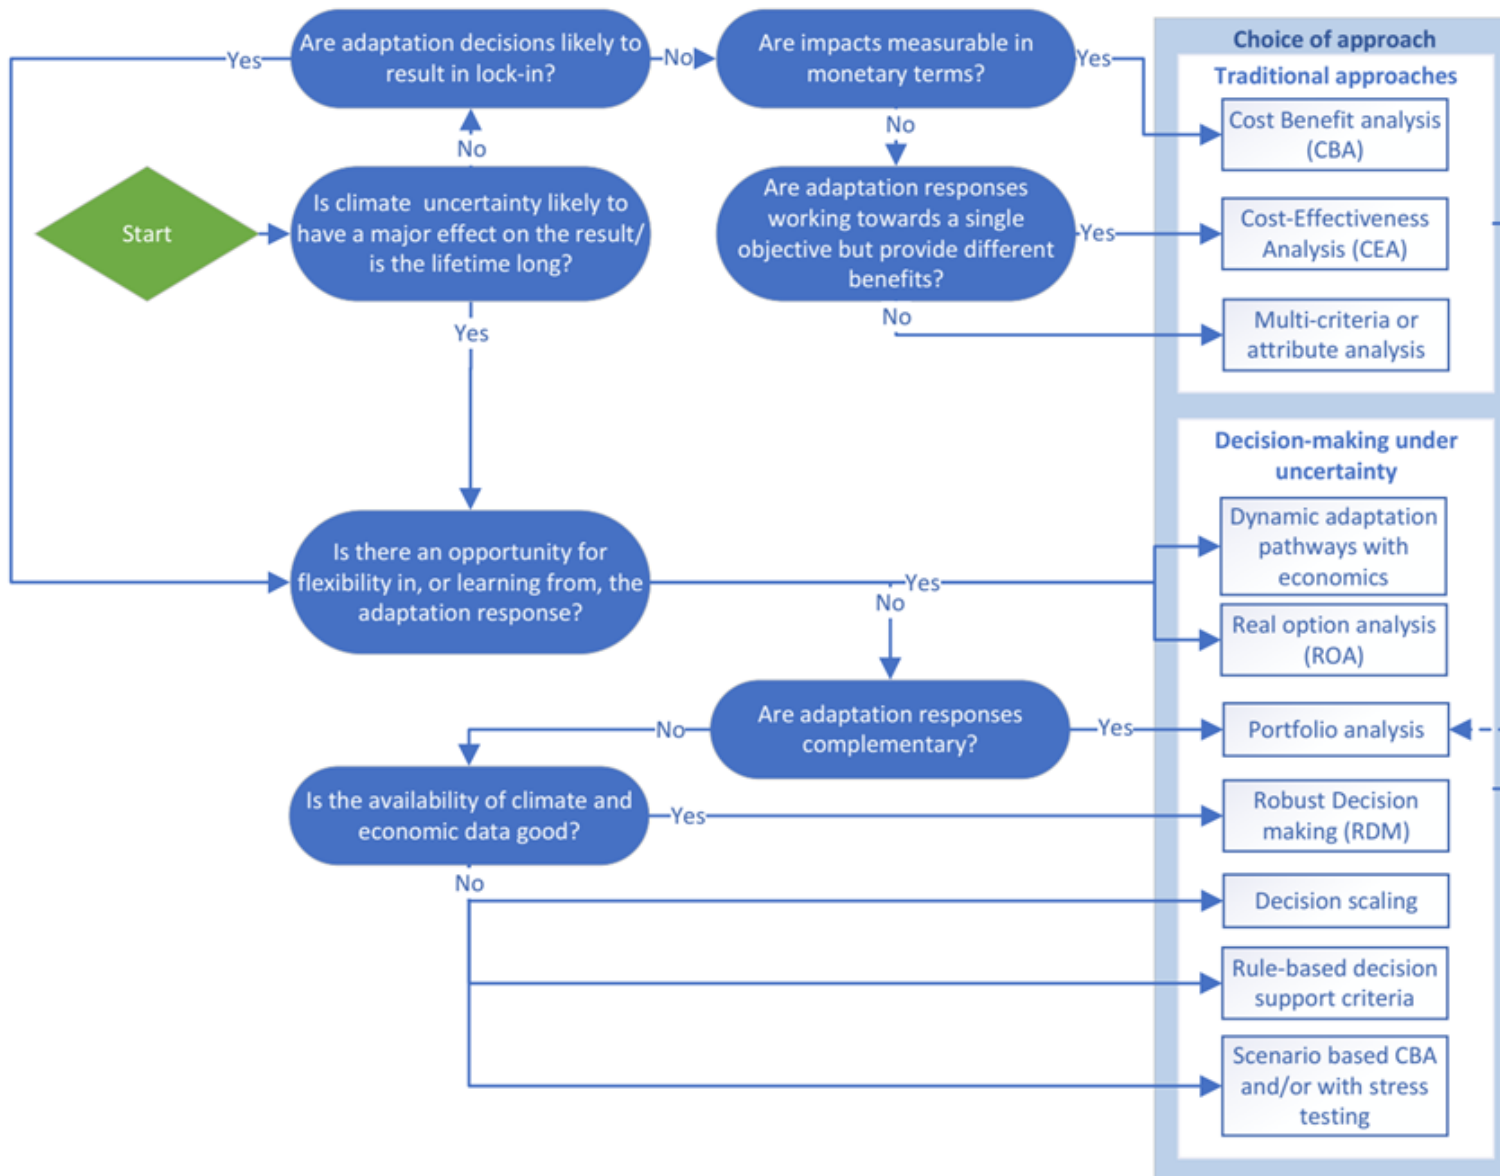 Are adaptation decisions likely to
result in lock-in?
Yes
No
Are impacts measurable in
monetary terms?
Yes
No
Choice of approach
Traditional approaches
Cost Benefit analysis
(CBA)
No
Start
Is climate  uncertainty likely to
have a major effect on the result/
is the lifetime long?
Yes
Are adaptation responses
working towards a single
objective but provide different
benefits?
Yes
No
Cost-Effectiveness
Analysis (CEA)
Multi-criteria or
attribute analysis
Decision-making under
uncertainty
Is there an opportunity for
flexibility in, or learning from, the
adaptation response?
Yes
No
Dynamic adaptation
pathways with
economics
Real option analysis
(ROA)
Are adaptation responses
complementary?
No
Yes
Portfolio analysis
Is the availability of climate and
economic data good?
Yes
No
Robust Decision
making (RDM)
Decision scaling
Rule-based decision
support criteria
Scenario based CBA
and/or with stress
testing